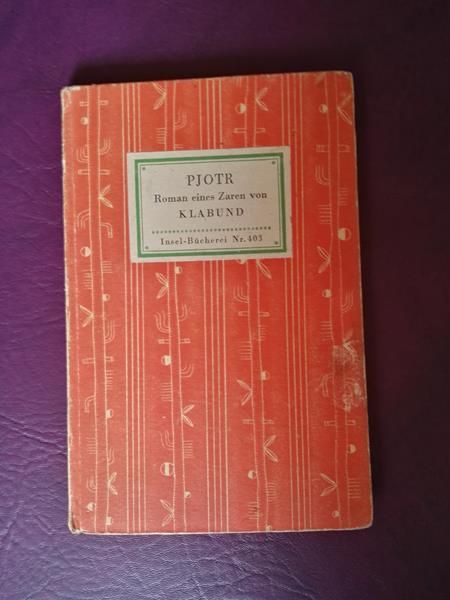 PJOTR
Roman eines Zaren von
KLABUND
Insel-Bücherei Nr. 403